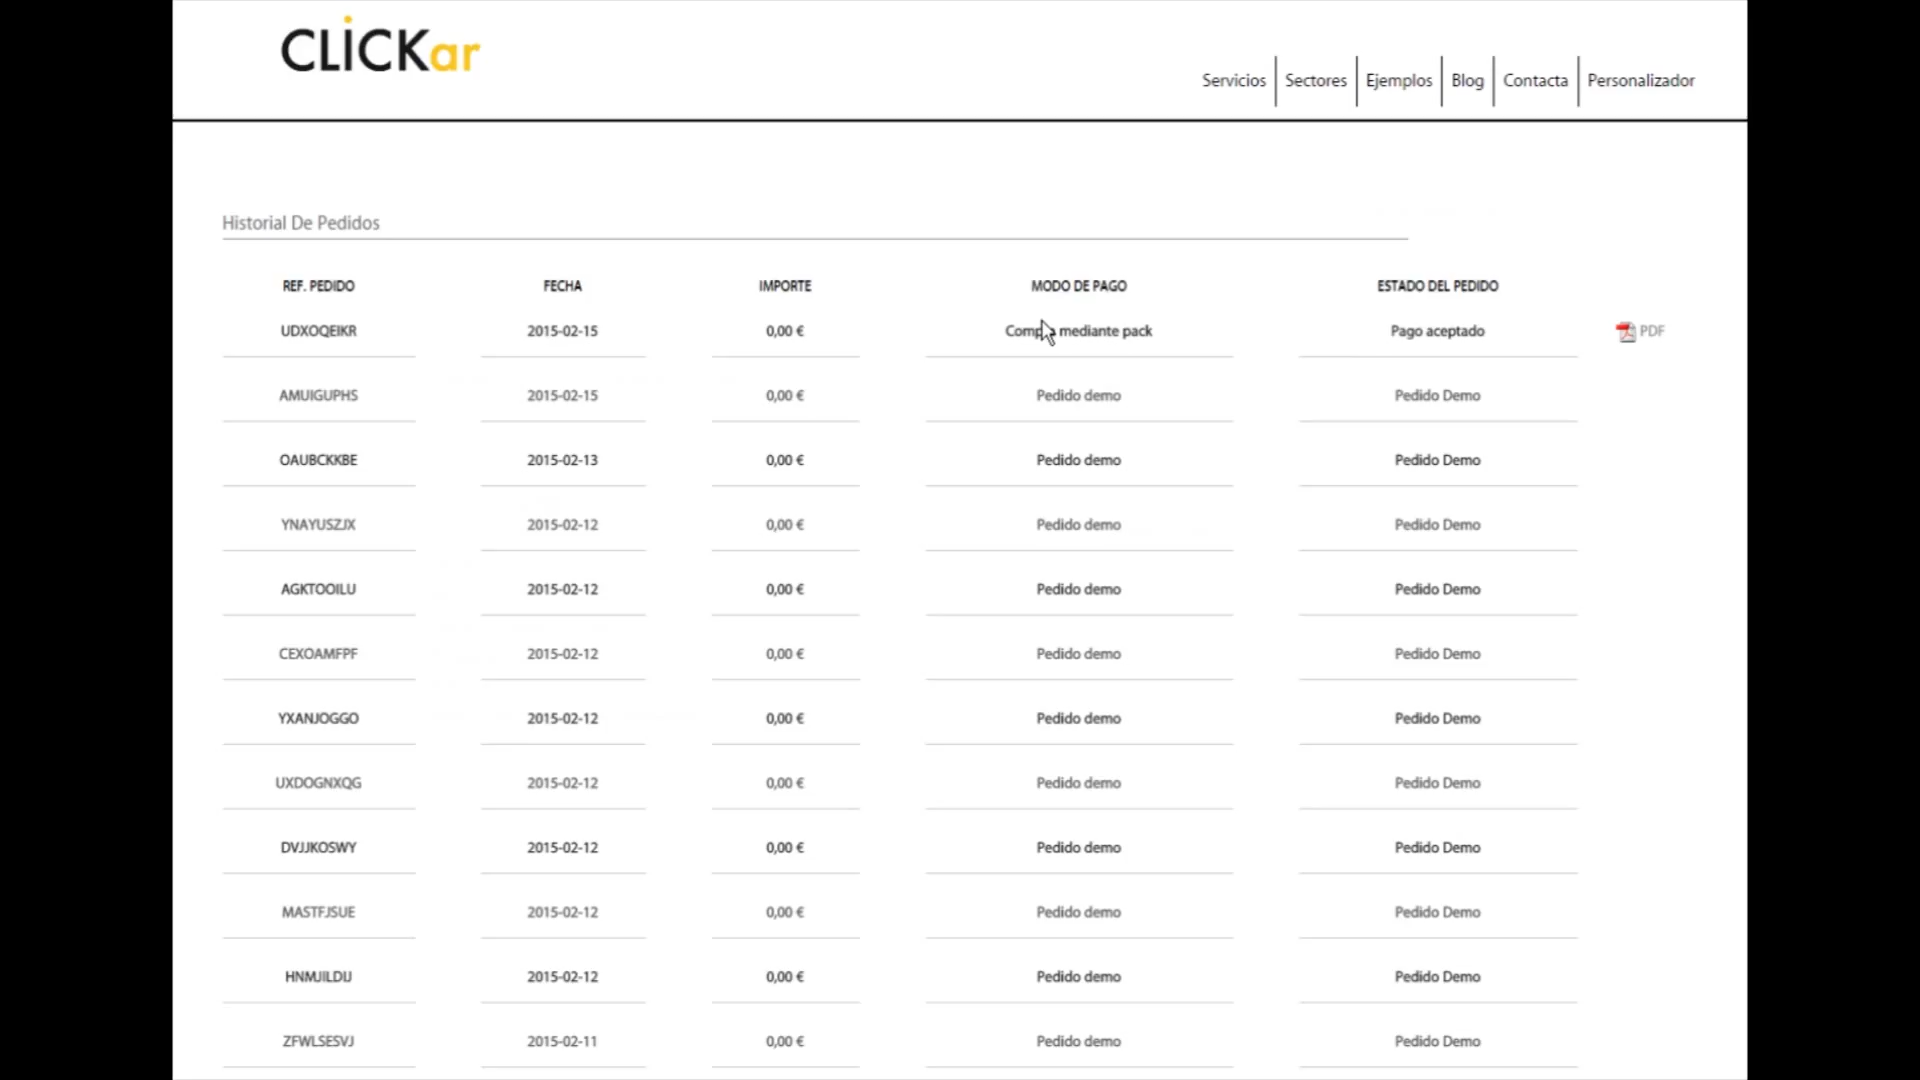 CLiCKar
Servicios Sectores Ejemplos Blog Contacta Personalizador
Historial De Pedidos
REF. PEDIDO FECHA IMPORTE MODO DE PAGO ESTADO DEL PEDIDO
UDXOQEIKR 2015-02-15 0,00 € Compra mediante pack Pago aceptado PDF
AMUIGUPHS 2015-02-15 0,00 € Pedido demo Pedido Demo
OAUBCKKBE 2015-02-13 0,00 € Pedido demo Pedido Demo
YNAYUSZJX 2015-02-12 0,00 € Pedido demo Pedido Demo
AGKTOOILU 2015-02-12 0,00 € Pedido demo Pedido Demo
CEXOAMFPF 2015-02-12 0,00 € Pedido demo Pedido Demo
YXANJOGGO 2015-02-12 0,00 € Pedido demo Pedido Demo
UXDOGNXQG 2015-02-12 0,00 € Pedido demo Pedido Demo
DVJJKOSWY 2015-02-12 0,00 € Pedido demo Pedido Demo
MASTFJSUE 2015-02-12 0,00 € Pedido demo Pedido Demo
HNMJILDIJ 2015-02-12 0,00 € Pedido demo Pedido Demo
ZFWLSESVJ 2015-02-11 0,00 € Pedido demo Pedido Demo